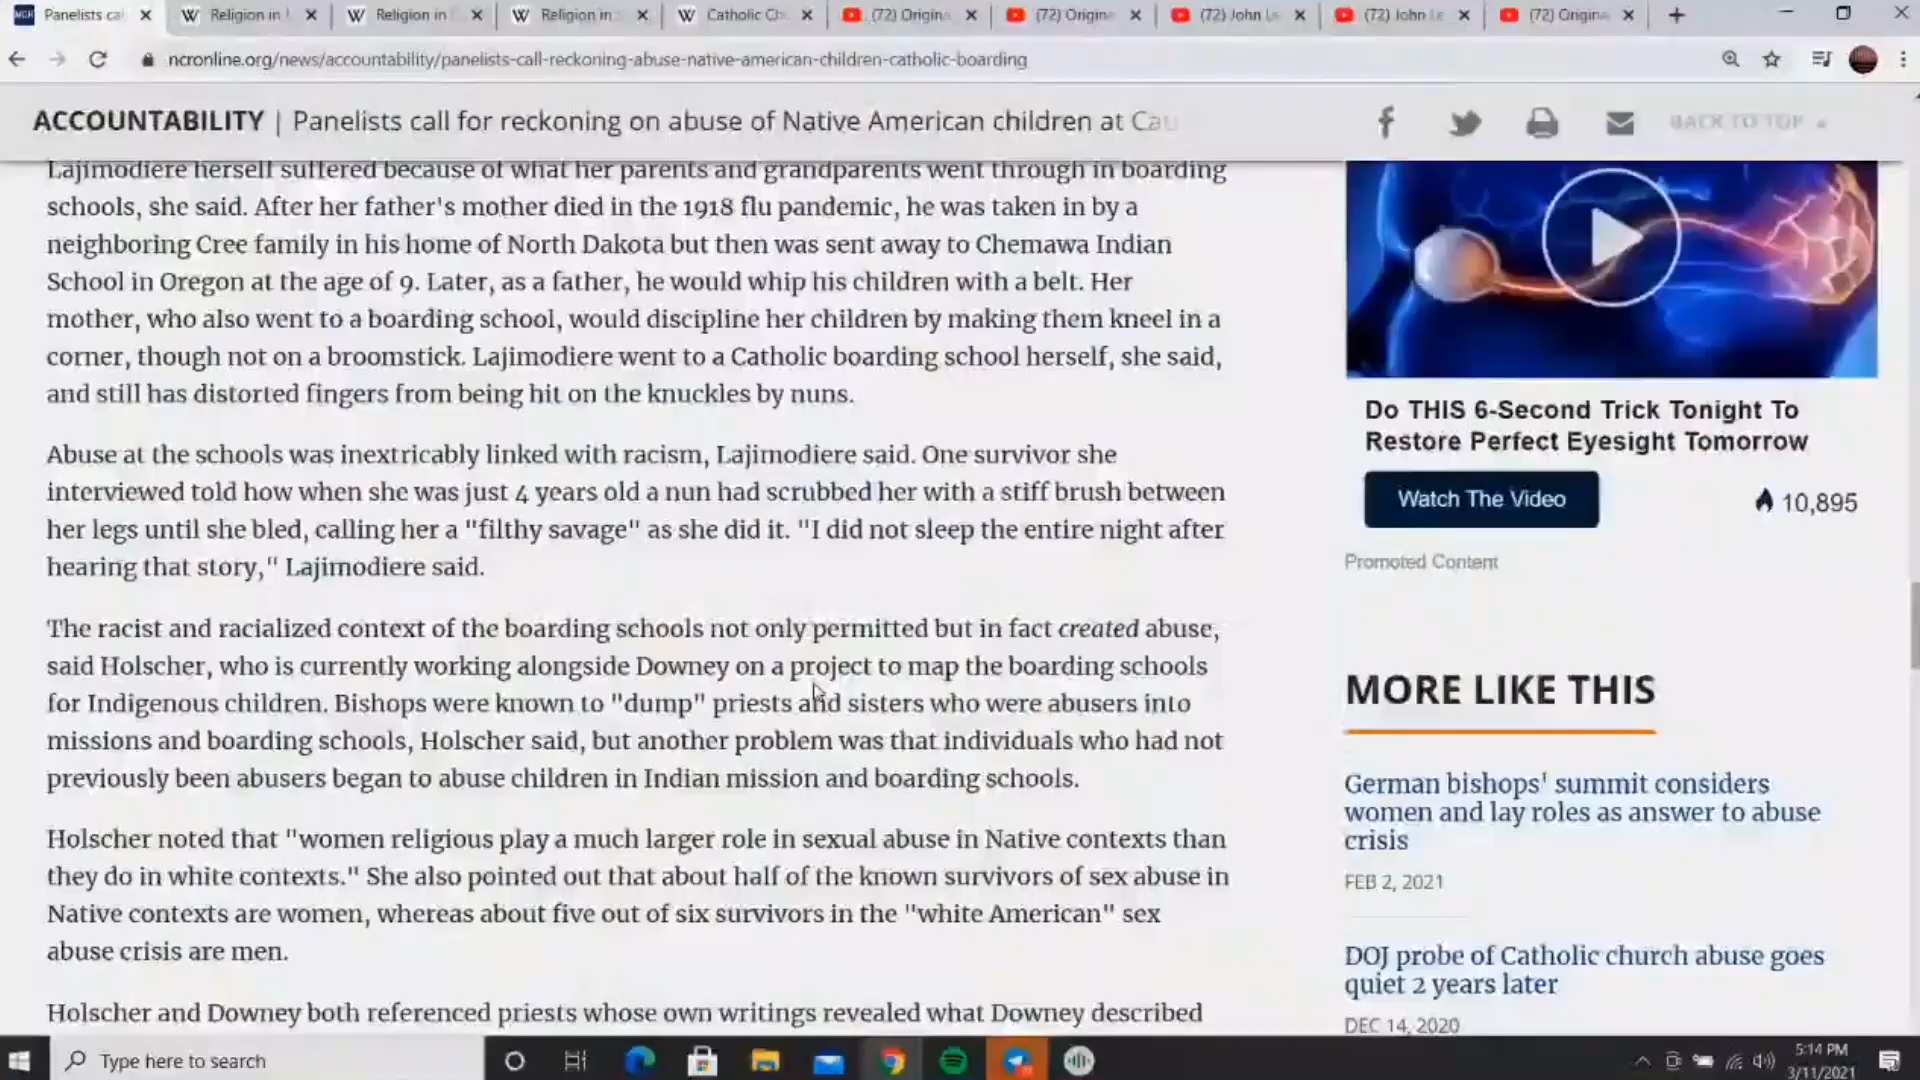 Panelists cal
Religion in
Religion in
Religion in
Catholic Ch
(72) Origina
(72) Origina
(72) John Le
(72) John Le
(72) Origina
ncronline.org/news/accountability/panelists-call-reckoning-abuse-native-american-children-catholic-boarding
ACCOUNTABILITY | Panelists call for reckoning on abuse of Native American children at Cat
BACK TO TOP
Lajimodiere herself suffered because of what her parents and grandparents went through in boarding
schools, she said. After her father's mother died in the 1918 flu pandemic, he was taken in by a
neighboring Cree family in his home of North Dakota but then was sent away to Chemawa Indian
School in Oregon at the age of 9. Later, as a father, he would whip his children with a belt. Her
mother, who also went to a boarding school, would discipline her children by making them kneel in a
corner, though not on a broomstick. Lajimodiere went to a Catholic boarding school herself, she said,
and still has distorted fingers from being hit on the knuckles by nuns.
Abuse at the schools was inextricably linked with racism, Lajimodiere said. One survivor she
interviewed told how when she was just 4 years old a nun had scrubbed her with a stiff brush between
her legs until she bled, calling her a "filthy savage" as she did it. "I did not sleep the entire night after
hearing that story," Lajimodiere said.
The racist and racialized context of the boarding schools not only permitted but in fact created abuse,
said Holscher, who is currently working alongside Downey on a project to map the boarding schools
for Indigenous children. Bishops were known to "dump" priests and sisters who were abusers into
missions and boarding schools, Holscher said, but another problem was that individuals who had not
previously been abusers began to abuse children in Indian mission and boarding schools.
Holscher noted that "women religious play a much larger role in sexual abuse in Native contexts than
they do in white contexts." She also pointed out that about half of the known survivors of sex abuse in
Native contexts are women, whereas about five out of six survivors in the "white American" sex
abuse crisis are men.
Holscher and Downey both referenced priests whose own writings revealed what Downey described
Do THIS 6-Second Trick Tonight To
Restore Perfect Eyesight Tomorrow
Watch The Video
10,895
Promoted Content
MORE LIKE THIS
German bishops' summit considers
women and lay roles as answer to abuse
crisis
FEB 2, 2021
DOJ probe of Catholic church abuse goes
quiet 2 years later
DEC 14, 2020
Type here to search
5:14 PM
3/11/2021